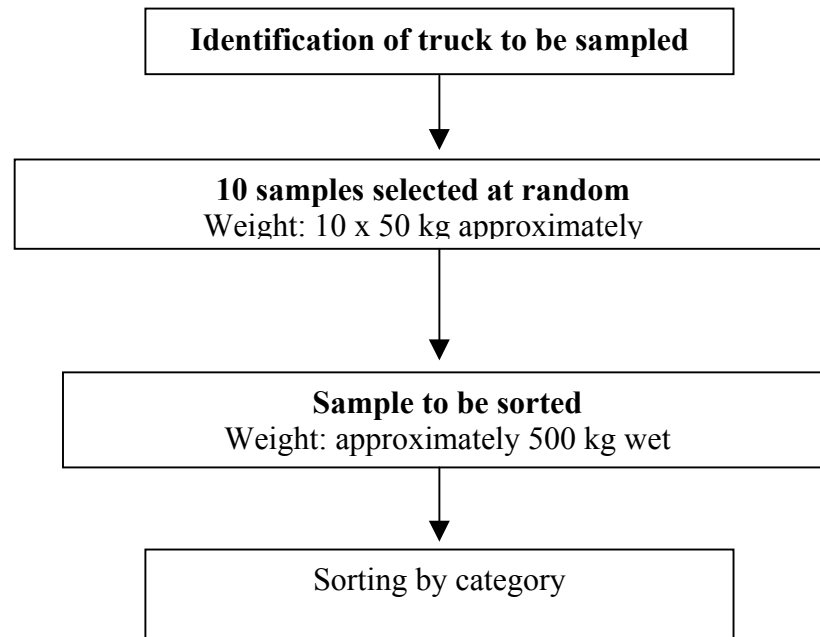 Identification of truck to be sampled
10 samples selected at random
Weight: 10 x 50 kg approximately
Sample to be sorted
Weight: approximately 500 kg wet
Sorting by category